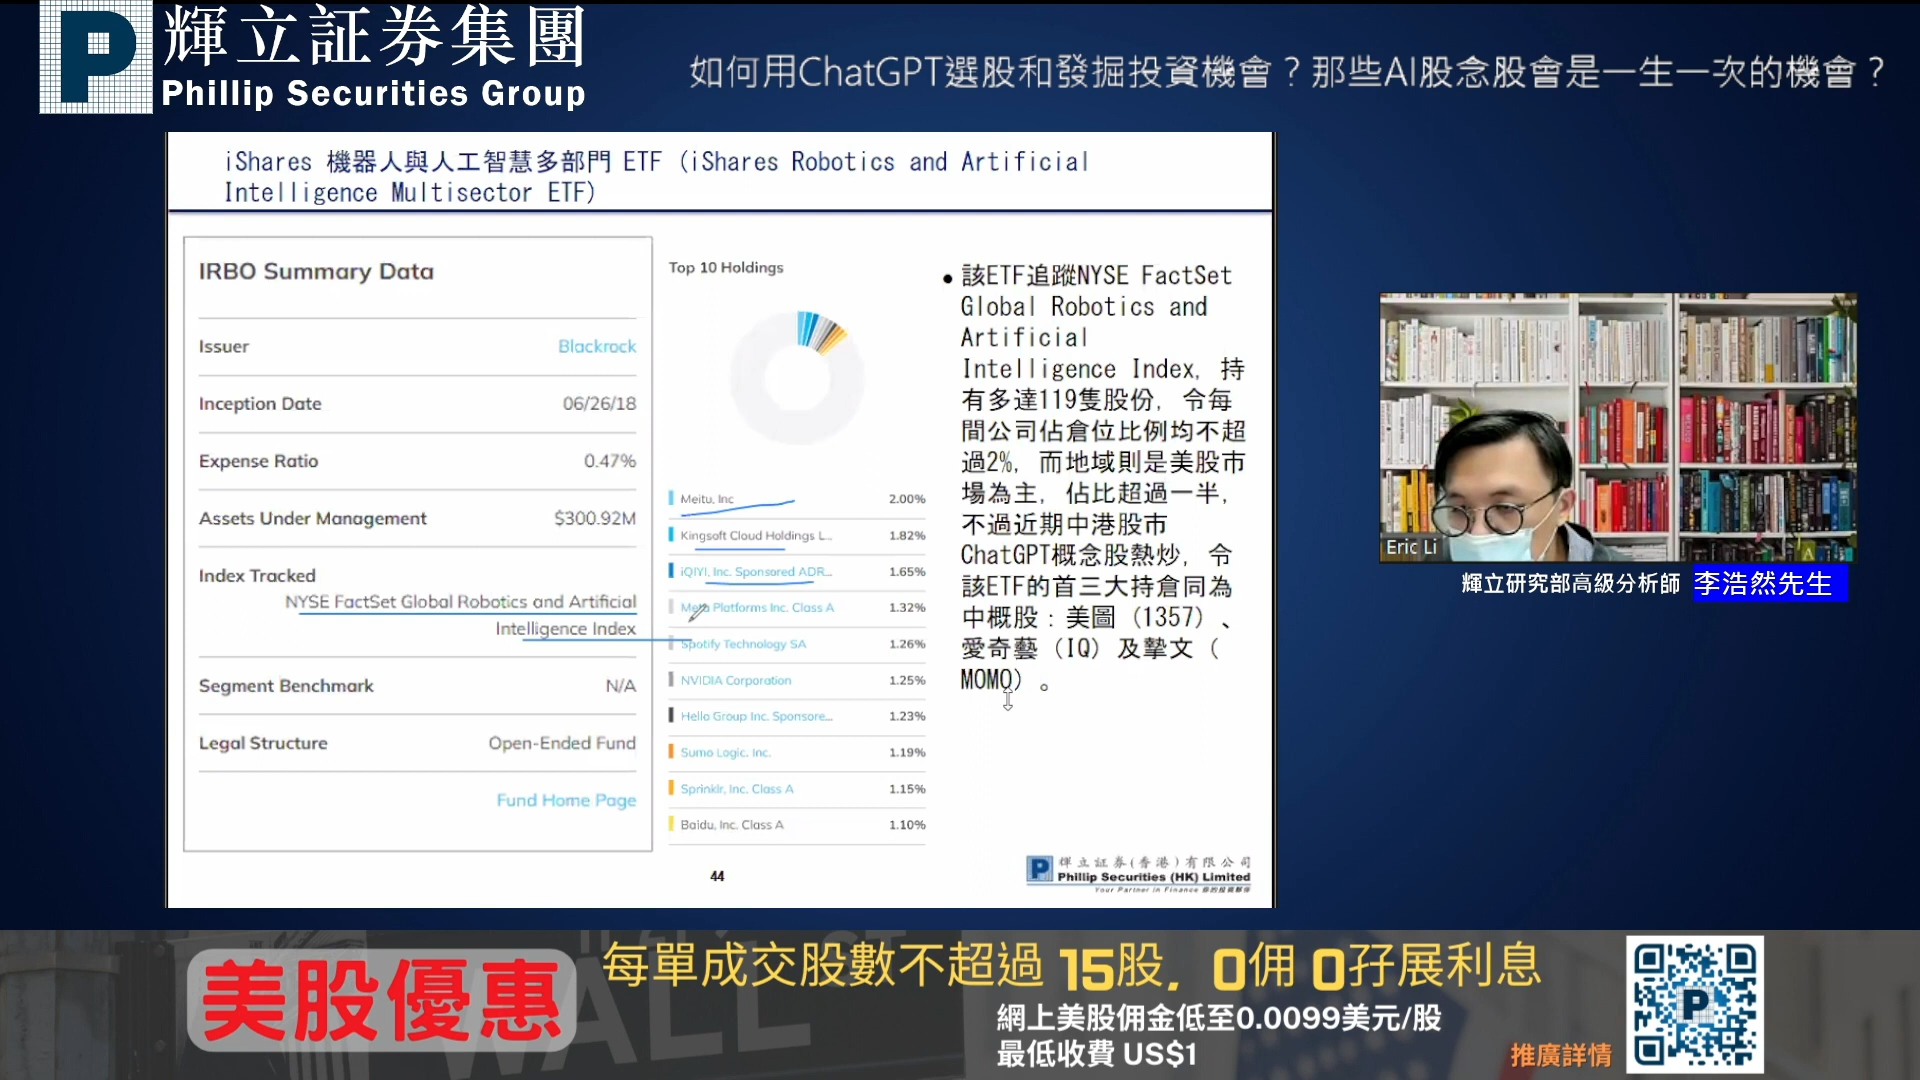 輝立証券集團
Phillip Securities Group
如何用ChatGPT選股和發掘投資機會？那些AI股念股會是一生一次的機會？
iShares 機器人與人工智慧多部門 ETF (iShares Robotics and Artificial
Intelligence Multisector ETF)
IRBO Summary Data
Issuer Blackrock
Inception Date 06/26/18
Expense Ratio 0.47%
Assets Under Management $300.92M
Index Tracked
NYSE FactSet Global Robotics and Artificial
Intelligence Index
Segment Benchmark N/A
Legal Structure Open-Ended Fund
Fund Home Page
Top 10 Holdings
Meitu, Inc 2.00%
Kingsoft Cloud Holdings L... 1.82%
iQIYI, Inc. Sponsored ADR... 1.65%
Meta Platforms Inc. Class A 1.32%
Spotify Technology SA 1.26%
NVIDIA Corporation 1.25%
Hello Group Inc. Sponsore... 1.23%
Sumo Logic, Inc. 1.19%
Sprinklr, Inc. Class A 1.15%
Baidu, Inc. Class A 1.10%
● 該ETF追蹤NYSE FactSet
Global Robotics and
Artificial
Intelligence Index, 持
有多達119隻股份, 令每
間公司佔倉位比例均不超
過2%, 而地域則是美股市
場為主, 佔比超過一半,
不過近期中港股市
ChatGPT概念股熱炒, 令
該ETF的首三大持倉同為
中概股：美圖 (1357) 、
愛奇藝 (IQ) 及摯文 (
MOMO) 。
44
輝立証券(香港)有限公司
Phillip Securities (HK) Limited
Your Partner In Finance 你的投資夥伴
Eric Li
輝立研究部高級分析師 李浩然先生
美股優惠
每單成交股數不超過 15股, 0佣 0孖展利息
網上美股佣金低至0.0099美元/股
最低收費 US$1
推廣詳情
P